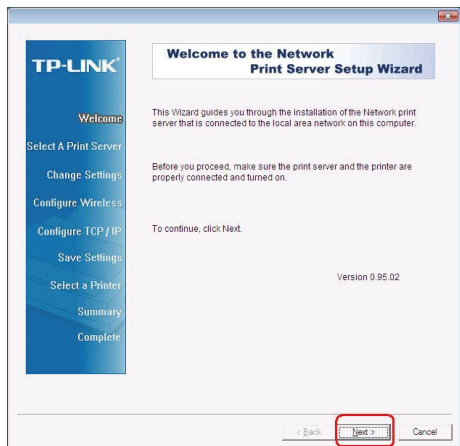 TP-LINK
Welcome
Select A Print Server
Change Settings
Configure Wireless
Configure TCP / IP
Save Settings
Select a Printer
Summary
Complete
Welcome to the Network
Print Server Setup Wizard
This Wizard guides you through the installation of the Network print
server that is connected to the local area network on this computer.
Before you proceed, make sure the print server and the printer are
properly connected and turned on.
To continue, click Next.
Version 0.95.02
< Back
Next >
Cancel